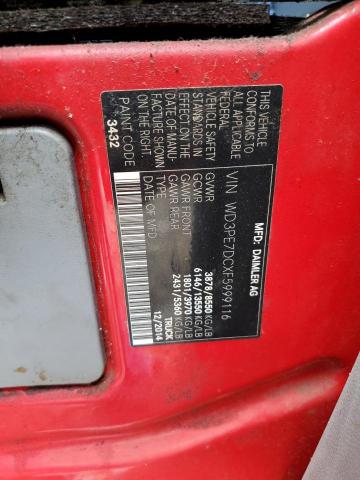 MFD BY
DAIMLER AG
VIN WD3PE7DCXF5999116
GVWR 3878/8550 KG/LB
GCWR 6146/13550 KG/LB
GAWR FRONT 1801/3970 KG/LB
GAWR REAR 2431/5360 KG/LB
TYPE TRUCK
DATE OF MFD. 12/2014
THIS VEHICLE
CONFORMS TO
ALL APPLICABLE
FEDERAL MOTOR
VEHICLE SAFETY
STANDARDS IN
EFFECT ON THE
DATE OF MANU-
ON THE RIGHT.
PAINT CODE
3432